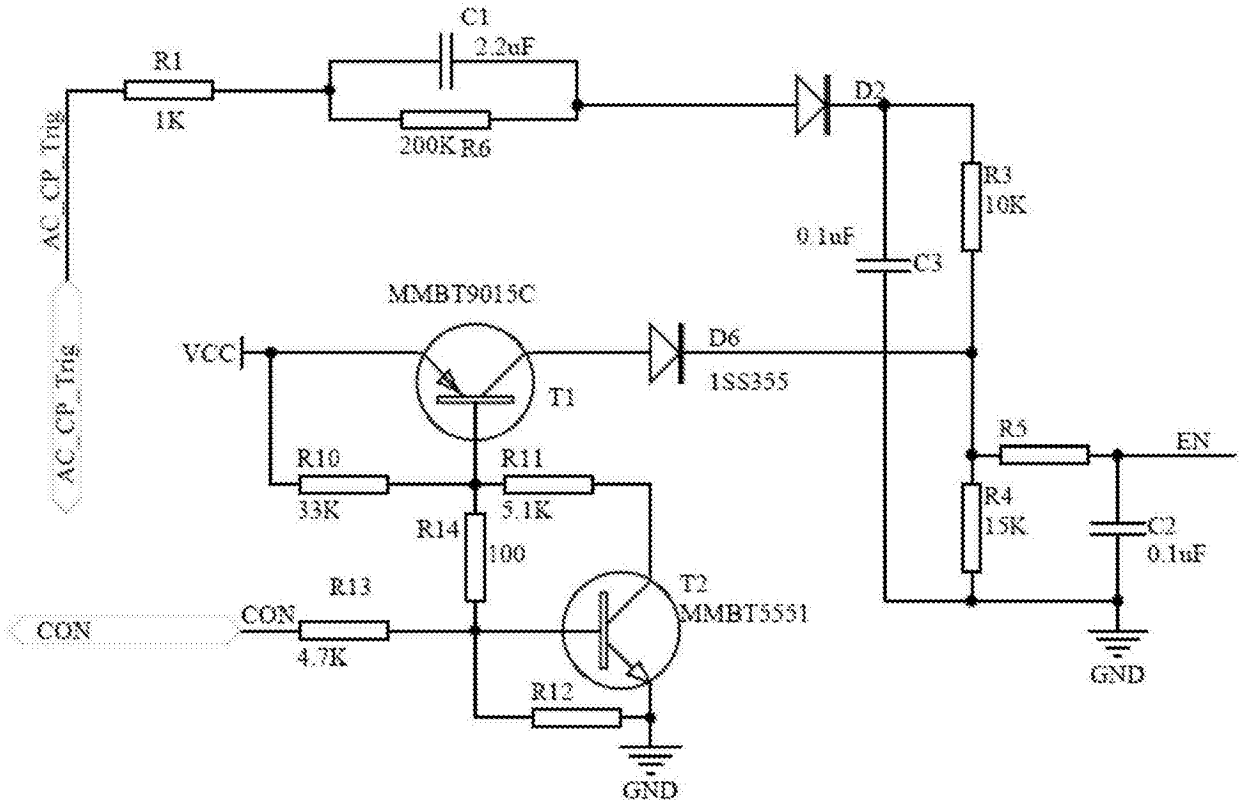 C1
2.2uF
R1
1K
200K R6
D2
AC_CP_Trig
R3
10K
0.1uF
C3
MMBT9015C
VCC
D6
1SS355
T1
AC_CP_Trig
R5
EN
R10
33K
R11
5.1K
R4
15K
C2
0.1uF
R14
100
R13
T2
MMBT5551
CON
CON
4.7K
GND
R12
GND